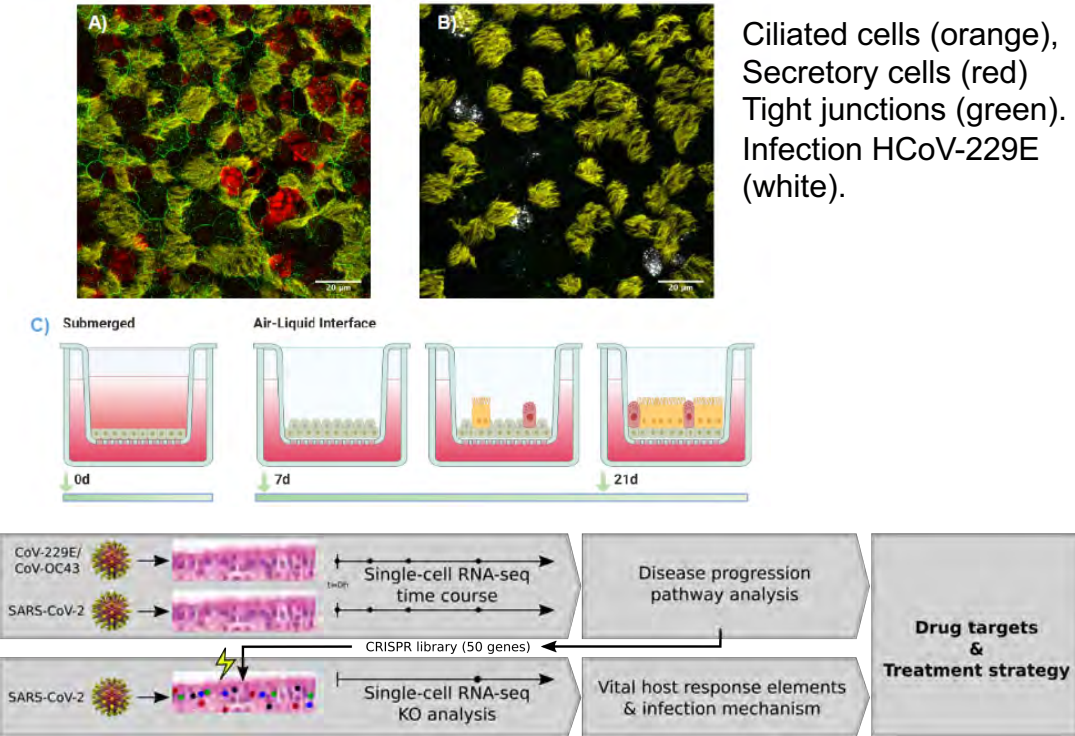 A)
B)
20 µm
20 µm
Ciliated cells (orange),
Secretory cells (red)
Tight junctions (green).
Infection HCoV-229E
(white).
C)
Submerged
Air-Liquid Interface
0d
7d
21d
CoV-229E/
CoV-OC43
SARS-CoV-2
t=0h
Single-cell RNA-seq
time course
Disease progression
pathway analysis
CRISPR library (50 genes)
SARS-CoV-2
Single-cell RNA-seq
KO analysis
Vital host response elements
& infection mechanism
Drug targets
&
Treatment strategy